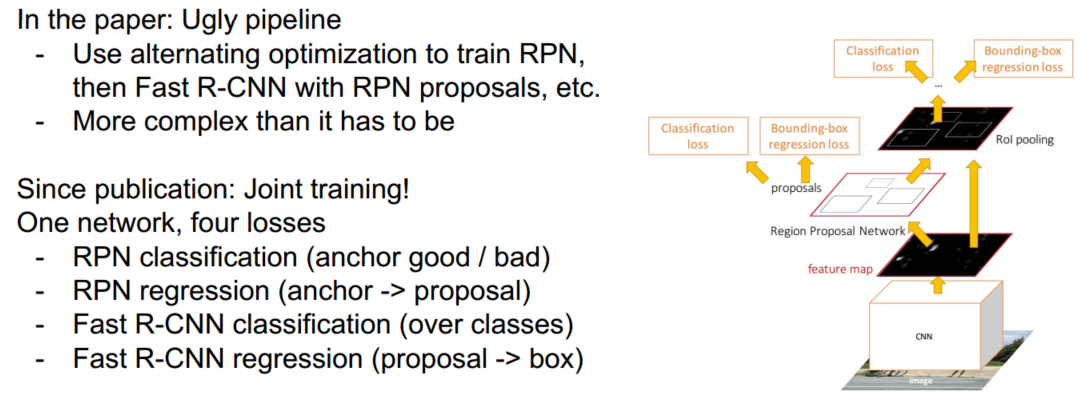 In the paper: Ugly pipeline
- Use alternating optimization to train RPN,
then Fast R-CNN with RPN proposals, etc.
- More complex than it has to be
Since publication: Joint training!
One network, four losses
- RPN classification (anchor good / bad)
- RPN regression (anchor -> proposal)
- Fast R-CNN classification (over classes)
- Fast R-CNN regression (proposal -> box)
Classification
loss
Bounding-box
regression loss
...
RoI pooling
Classification
loss
Bounding-box
regression loss
proposals
Region Proposal Network
feature map
CNN
image